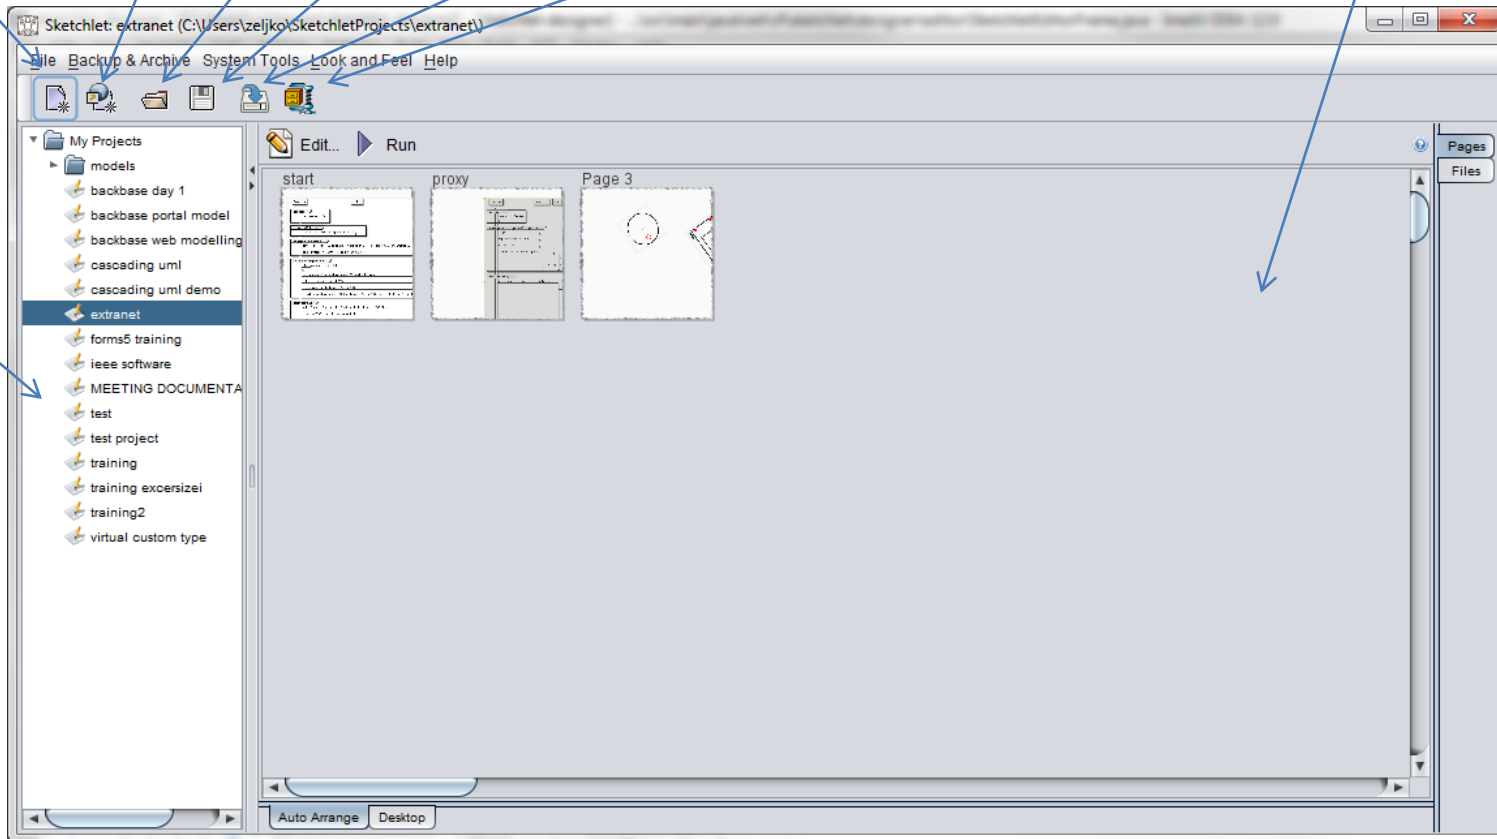 Sketchlet: extranet (C:\Users\zeljko\SketchletProjects\extranet\)
File Backup & Archive System Tools Look and Feel Help
My Projects
models
backbase day 1
backbase portal model
backbase web modelling
cascading uml
cascading uml demo
extranet
forms5 training
ieee software
MEETING DOCUMENTA
test
test project
training
training excersizei
training2
virtual custom type
Edit... Run
start proxy Page 3
Pages
Files
Auto Arrange Desktop